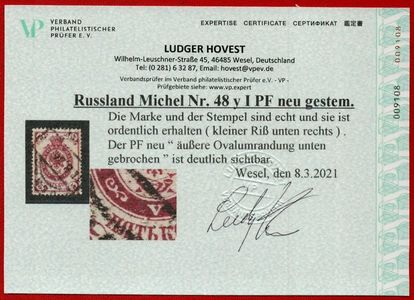 VP VERBAND
PHILATELISTISCHER
PRÜFER E. V.
EXPERTISE CERTIFICATE СЕРТИФИКАТ 鑑定書
LUDGER HOVEST
Wilhelm-Leuschner-Strasse 45, 46485 Wesel, Deutschland
Tel: (0 281) 6 32 87, Email: hovest@vpev.de
Verbandsprüfer im Verband philatelistischer Prüfer e.V. - VP -
Prüfgebiete siehe: www.vp.expert
Russland Michel Nr. 48 y I PF neu gestem.
Die Marke und der Stempel sind echt und sie ist
ordentlich erhalten ( kleiner Riß unten rechts ) .
Der PF neu “ äußere Ovalumrandung unten
gebrochen ” ist deutlich sichtbar.
Wesel, den 8.3.2021
009108
009108